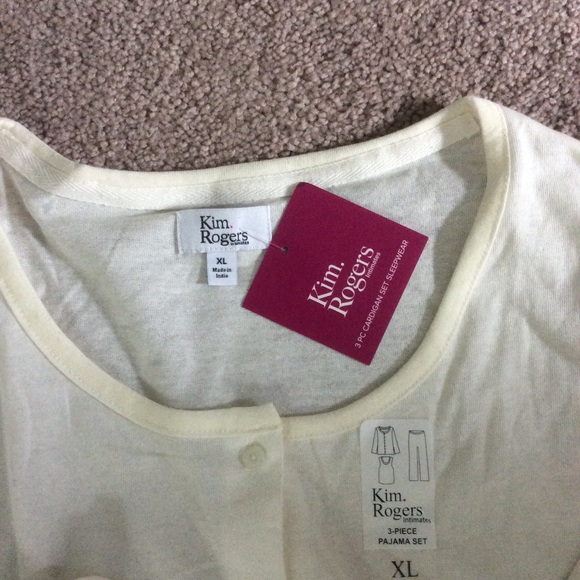 Kim.
Rogers
Intimates
XL
Made in
India
Kim.
Rogers
Intimates
3 PC CARDIGAN SET SLEEPWEAR
Kim.
Rogers
Intimates
3-PIECE
PAJAMA SET
XL